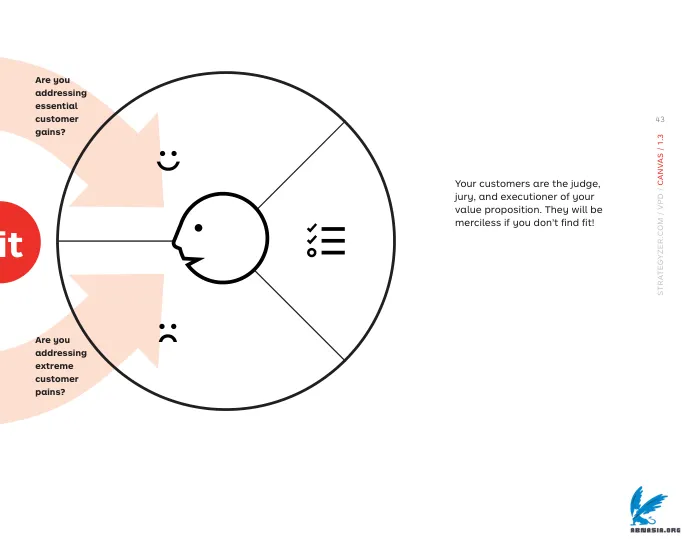 Are you
addressing
essential
customer
gains?
it
Are you
addressing
extreme
customer
pains?
Your customers are the judge,
jury, and executioner of your
value proposition. They will be
merciless if you don't find fit!
43
STRATEGYZER.COM / VPD / CANVAS / 1.3
ABMASIA.ORG